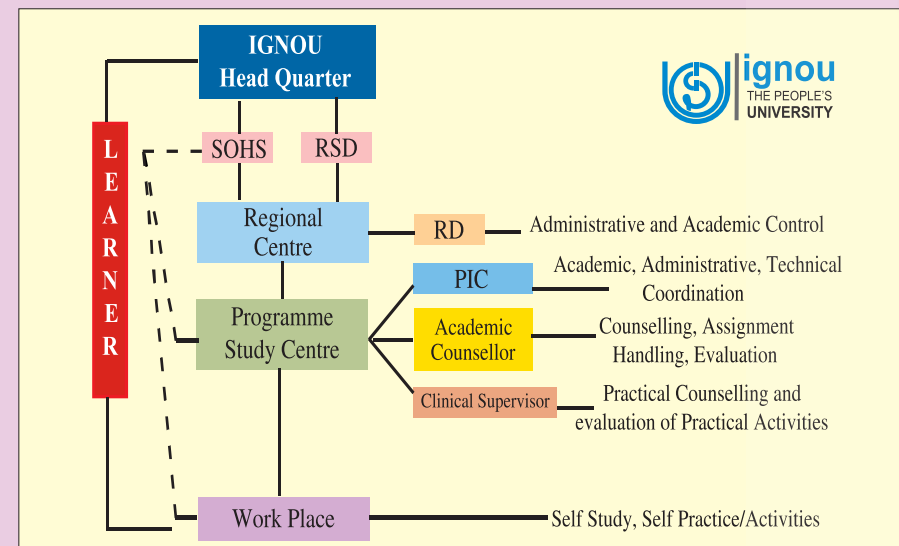 IGNOU
Head Quarter
ignou
THE PEOPLE'S
UNIVERSITY
LEARNER
SOHS
RSD
Regional
Centre
RD
Administrative and Academic Control
PIC
Academic, Administrative, Technical
Coordination
Programme
Study Centre
Academic
Counsellor
Counselling, Assignment
Handling, Evaluation
Clinical Supervisor
Practical Counselling and
evaluation of Practical Activities
Work Place
Self Study, Self Practice/Activities